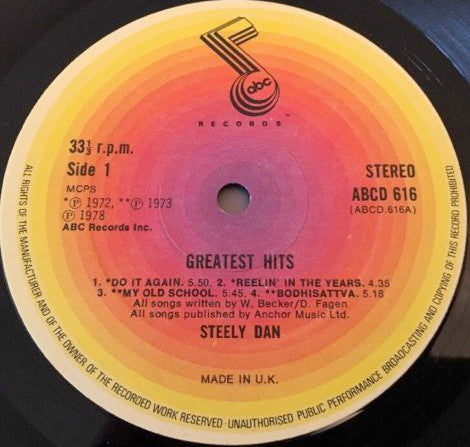 abc
RECORDS™
33⅓ r.p.m.
Side 1
MCPS
*Ⓟ 1972, **Ⓟ 1973
Ⓟ 1978
ABC Records Inc.
STEREO
ABCD 616
(ABCD.616A)
GREATEST HITS
1. *DO IT AGAIN. 5.50. 2. *REELIN' IN THE YEARS. 4.35
3. **MY OLD SCHOOL. 5.45. 4. **BODHISATTVA. 5.18
All songs written by W. Becker/D. Fagen
All songs published by Anchor Music Ltd.
STEELY DAN
MADE IN U.K.
ALL RIGHTS OF THE MANUFACTURER AND OF THE OWNER OF THE RECORDED WORK RESERVED · UNAUTHORISED PUBLIC PERFORMANCE BROADCASTING AND COPYING OF THIS RECORD PROHIBITED